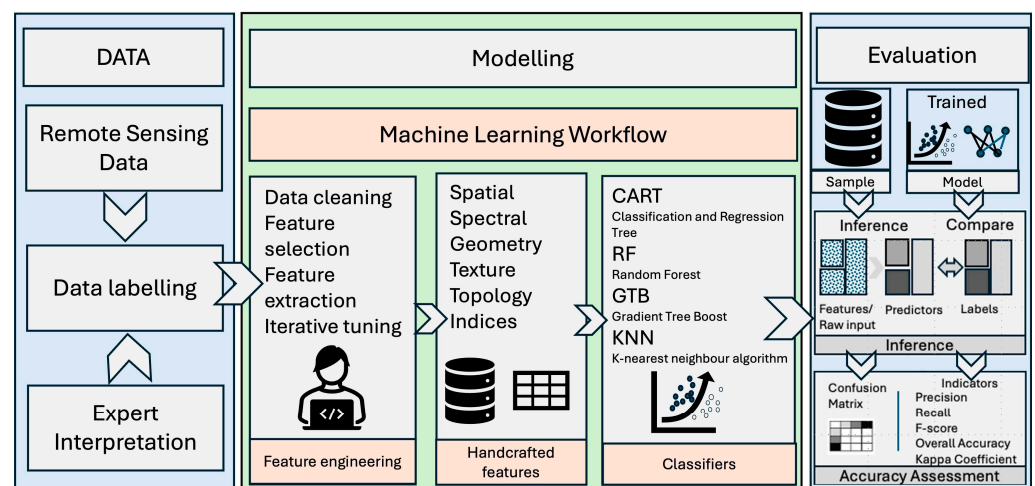 DATA
Remote Sensing
Data
Data labelling
Expert
Interpretation
Modelling
Machine Learning Workflow
Data cleaning
Feature
selection
Feature
extraction
Iterative tuning
</>
Feature engineering
Spatial
Spectral
Geometry
Texture
Topology
Indices
Handcrafted
features
CART
Classification and Regression
Tree
RF
Random Forest
GTB
Gradient Tree Boost
KNN
K-nearest neighbour algorithm
Classifiers
Evaluation
Sample
Trained
Model
Inference
Compare
Features/
Raw input
Predictors
Labels
Inference
Confusion
Matrix
Indicators
Precision
Recall
F-score
Overall Accuracy
Kappa Coefficient
Accuracy Assessment